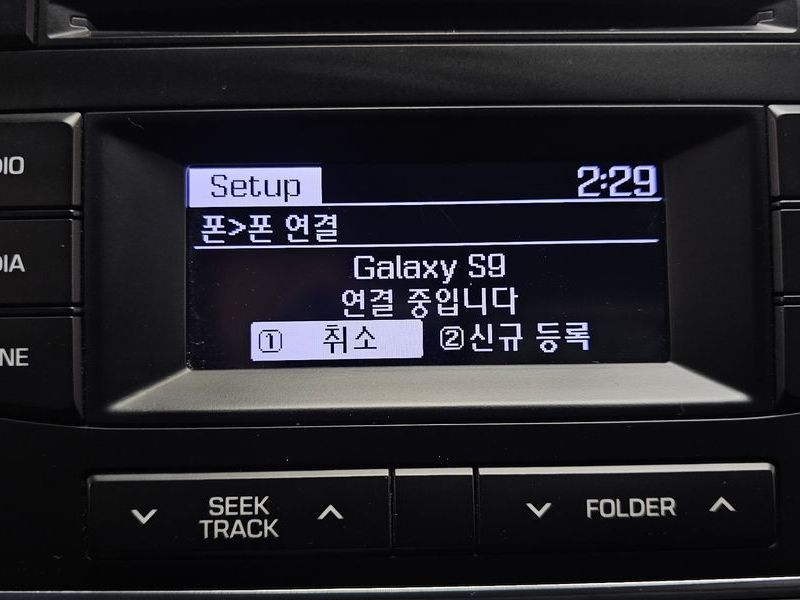 Setup 2:29
폰>폰 연결
Galaxy S9
연결 중입니다
① 취소 ②신규 등록
DIO
DIA
NE
SEEK
TRACK
FOLDER